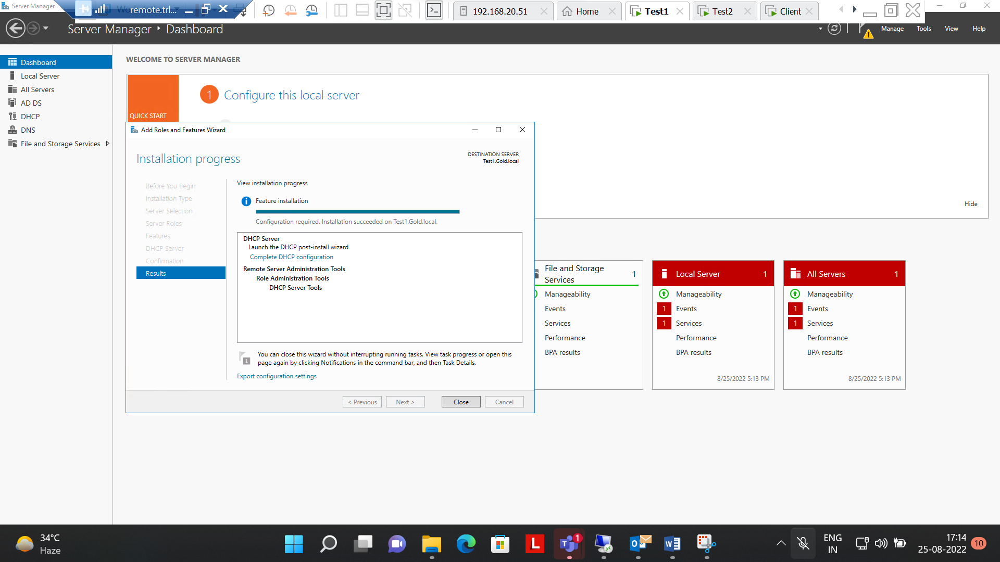 Server Manager
remote.trl...
192.168.20.51
Home
Test1
Test2
Client
Server Manager ‣ Dashboard
Manage
Tools
View
Help
Dashboard
Local Server
All Servers
AD DS
DHCP
DNS
File and Storage Services
WELCOME TO SERVER MANAGER
QUICK START
1 Configure this local server
Hide
Add Roles and Features Wizard
Installation progress
DESTINATION SERVER
Test1.Gold.local
Before You Begin
Installation Type
Server Selection
Server Roles
Features
DHCP Server
Confirmation
Results
View installation progress
Feature installation
Configuration required. Installation succeeded on Test1.Gold.local.
DHCP Server
Launch the DHCP post-install wizard
Complete DHCP configuration
Remote Server Administration Tools
Role Administration Tools
DHCP Server Tools
1
You can close this wizard without interrupting running tasks. View task progress or open this
page again by clicking Notifications in the command bar, and then Task Details.
Export configuration settings
< Previous
Next >
Close
Cancel
File and Storage
Services
1
Manageability
Events
Services
Performance
BPA results
Local Server 1
Manageability
1 Events
1 Services
Performance
BPA results
8/25/2022 5:13 PM
All Servers 1
Manageability
1 Events
1 Services
Performance
BPA results
8/25/2022 5:13 PM
34°C
Haze
L
T
1
O
W
ENG
IN
17:14
25-08-2022
10